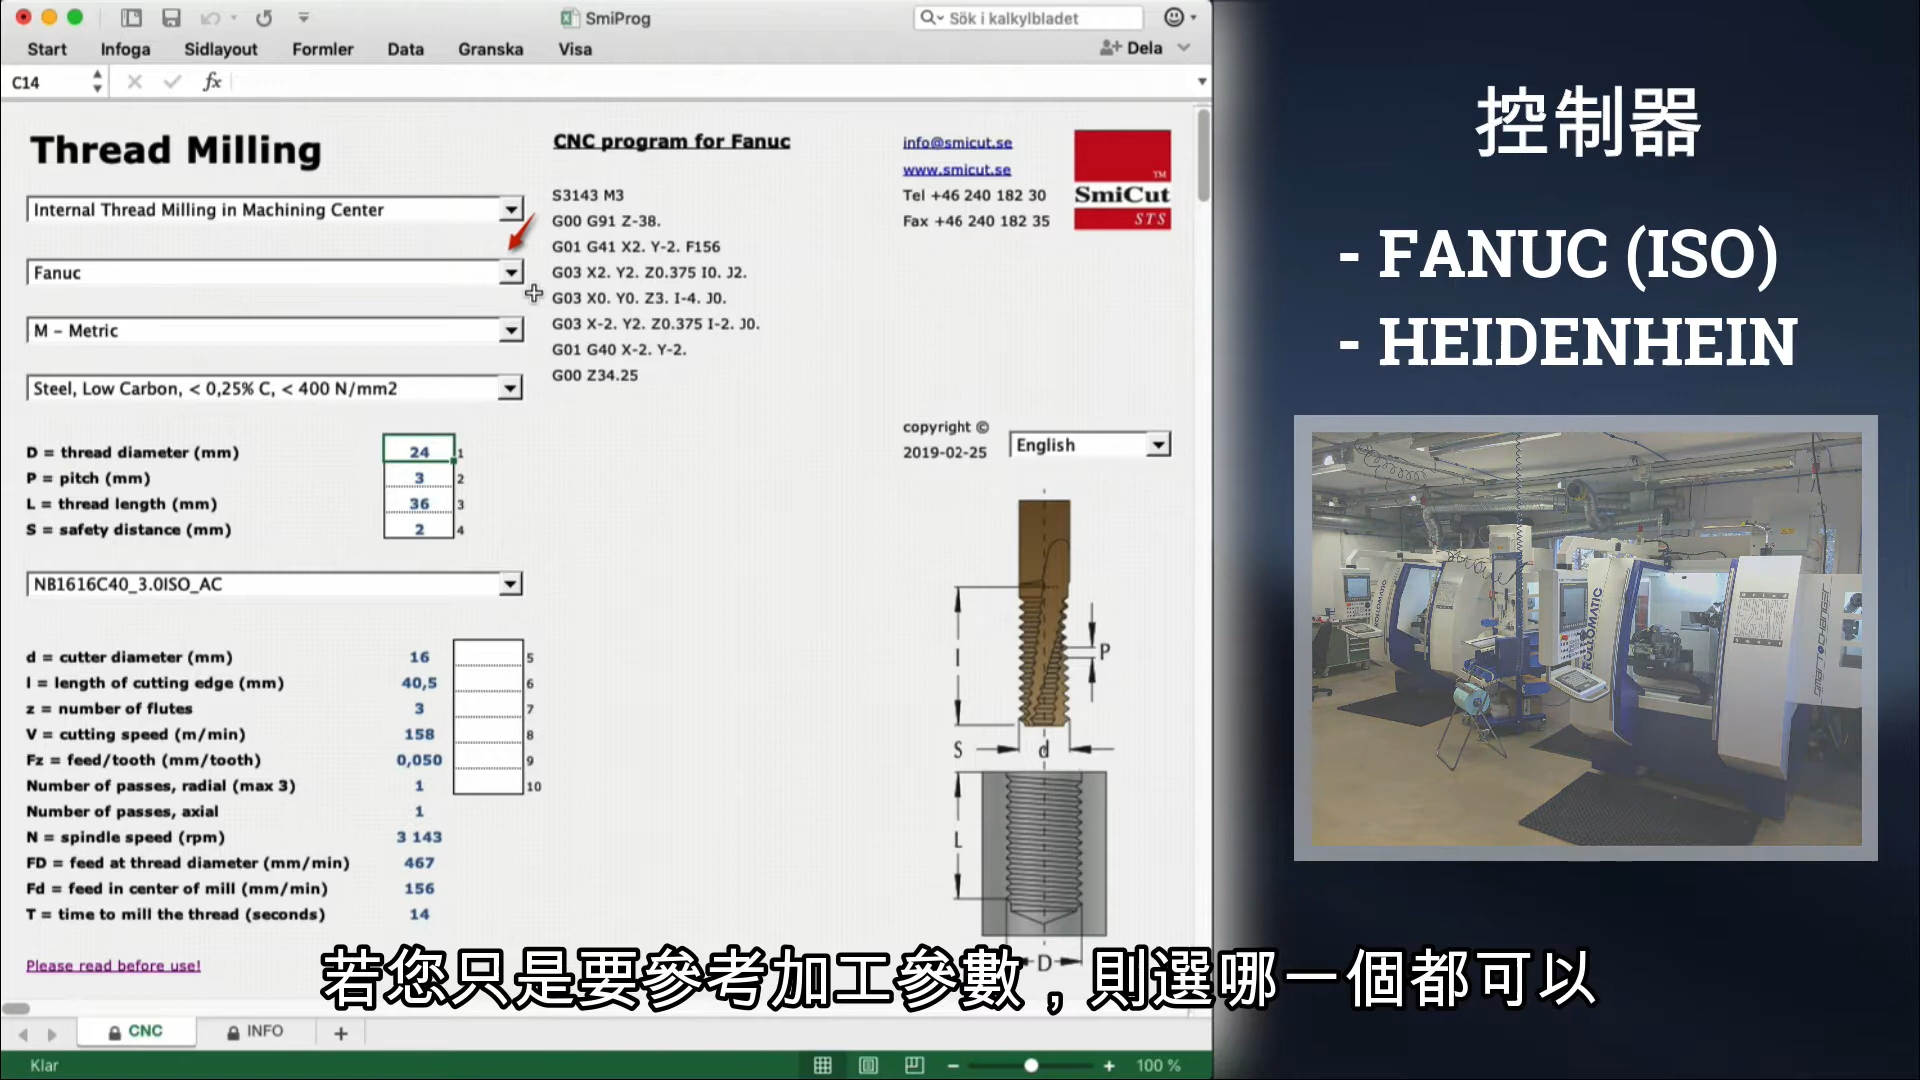 SmiProg
Sök i kalkylbladet
Start Infoga Sidlayout Formler Data Granska Visa
Dela
C14
fx
Thread Milling
Internal Thread Milling in Machining Center
Fanuc
M - Metric
Steel, Low Carbon, < 0,25% C, < 400 N/mm2
D = thread diameter (mm) 24 1
P = pitch (mm) 3 2
L = thread length (mm) 36 3
S = safety distance (mm) 2 4
NB1616C40_3.0ISO_AC
d = cutter diameter (mm) 16 5
l = length of cutting edge (mm) 40,5 6
z = number of flutes 3 7
V = cutting speed (m/min) 158 8
Fz = feed/tooth (mm/tooth) 0,050 9
Number of passes, radial (max 3) 1 10
Number of passes, axial 1
N = spindle speed (rpm) 3 143
FD = feed at thread diameter (mm/min) 467
Fd = feed in center of mill (mm/min) 156
T = time to mill the thread (seconds) 14
Please read before use!
CNC program for Fanuc
S3143 M3
G00 G91 Z-38.
G01 G41 X2. Y-2. F156
G03 X2. Y2. Z0.375 I0. J2.
G03 X0. Y0. Z3. I-4. J0.
G03 X-2. Y2. Z0.375 I-2. J0.
G01 G40 X-2. Y-2.
G00 Z34.25
info@smicut.se
www.smicut.se
Tel +46 240 182 30
Fax +46 240 182 35
TM
SmiCut
STS
copyright ©
2019-02-25
English
l
P
S
d
L
D
CNC INFO
Klar
100 %
控制器
- FANUC (ISO)
- HEIDENHEIN
ROLLOMATIC
ROLLOMATIC
若您只是要參考加工參數，則選哪一個都可以